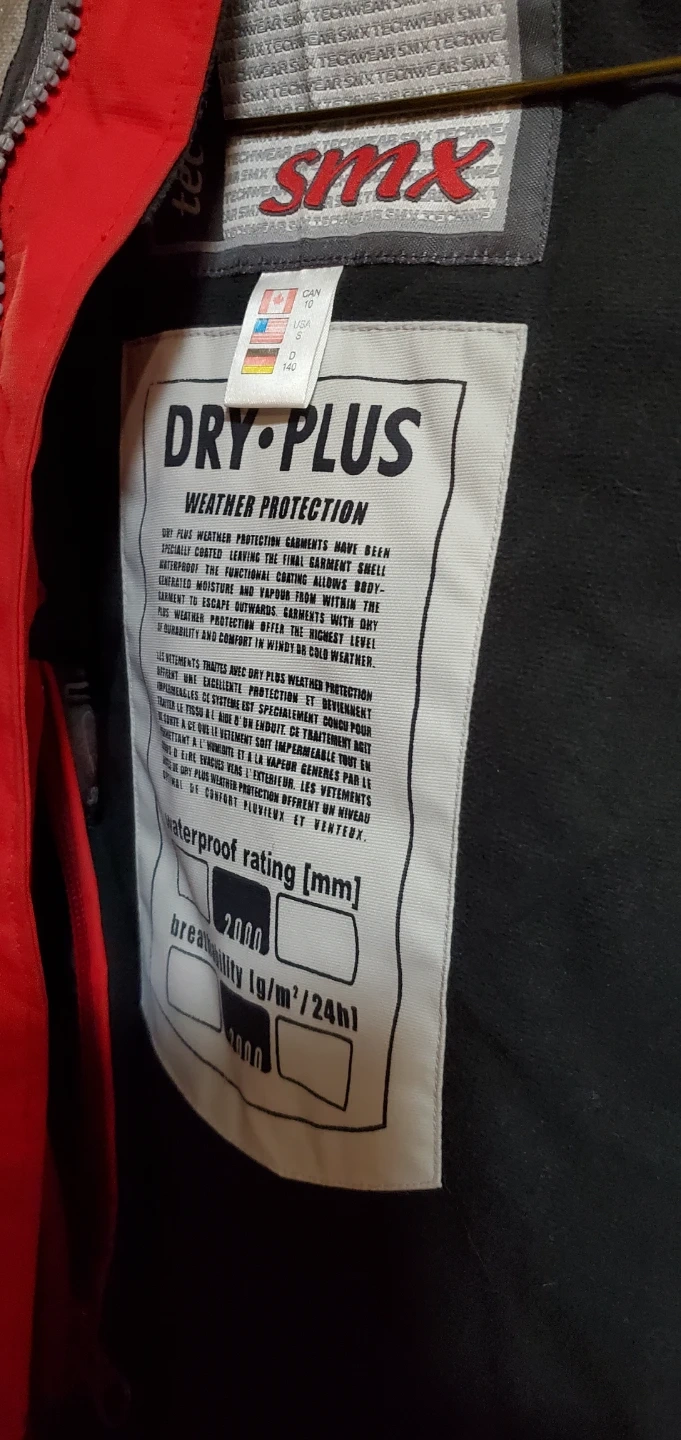 TECHWEAR SMX TECHWEAR SMX TECHWEAR SMX
tec
smx
CAN
10
USA
S
D
140
DRY•PLUS
WEATHER PROTECTION
DRY PLUS WEATHER PROTECTION GARMENTS HAVE BEEN
SPECIALLY COATED LEAVING THE FINAL GARMENT SHELL
WATERPROOF THE FUNCTIONAL COATING ALLOWS BODY-
GENERATED MOISTURE AND VAPOUR FROM WITHIN THE
GARMENT TO ESCAPE OUTWARDS. GARMENTS WITH DRY
PLUS WEATHER PROTECTION OFFER THE HIGHEST LEVEL
OF DURABILITY AND COMFORT IN WINDY OR COLD WEATHER.
LES VETEMENTS TRAITES AVEC DRY PLUS WEATHER PROTECTION
OFFRENT UNE EXCELLENTE PROTECTION ET DEVIENNENT
IMPERMEABLES. CE SYSTEME EST SPECIALEMENT CONCU POUR
TRAITER LE TISSU A L'AIDE D'UN ENDUIT. CE TRAITEMENT AGIT
DE SORTE A CE QUE LE VETEMENT SOIT IMPERMEABLE TOUT EN
PERMETTANT A L'HUMIDITE ET A LA VAPEUR GENERES PAR LE
D'ETRE EVACUES VERS L'EXTERIEUR. LES VETEMENTS
DE DRY PLUS WEATHER PROTECTION OFFRENT UN NIVEAU
OPTIMAL DE CONFORT PLUVIEUX ET VENTEUX.
waterproof rating [mm]
2000
breathability [g/m²/24h]
2000